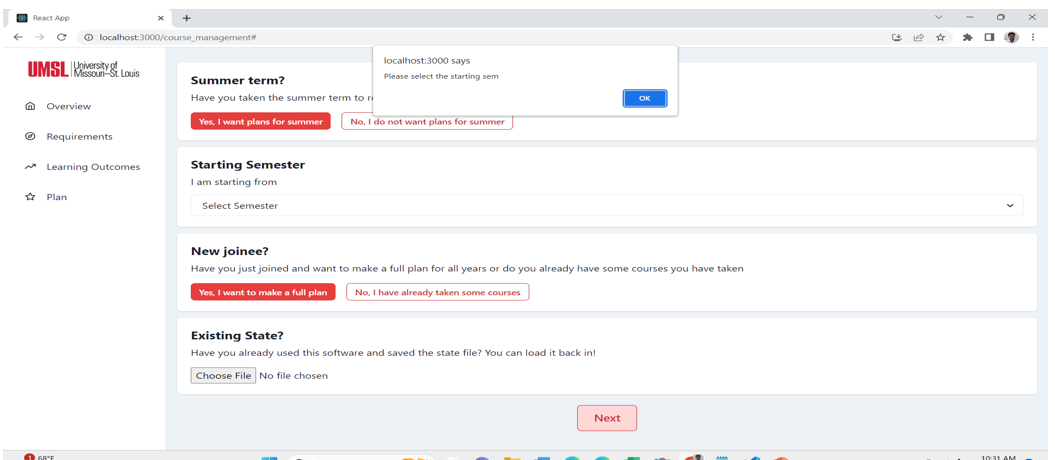 React App
localhost:3000/course_management#
localhost:3000 says
Please select the starting sem
OK
UMSL University of Missouri–St. Louis
Overview
Requirements
Learning Outcomes
Plan
Summer term?
Have you taken the summer term to
Yes, I want plans for summer No, I do not want plans for summer
Starting Semester
I am starting from
Select Semester
New joinee?
Have you just joined and want to make a full plan for all years or do you already have some courses you have taken
Yes, I want to make a full plan No, I have already taken some courses
Existing State?
Have you already used this software and saved the state file? You can load it back in!
Choose File No file chosen
Next
1 68°F
10:31 AM